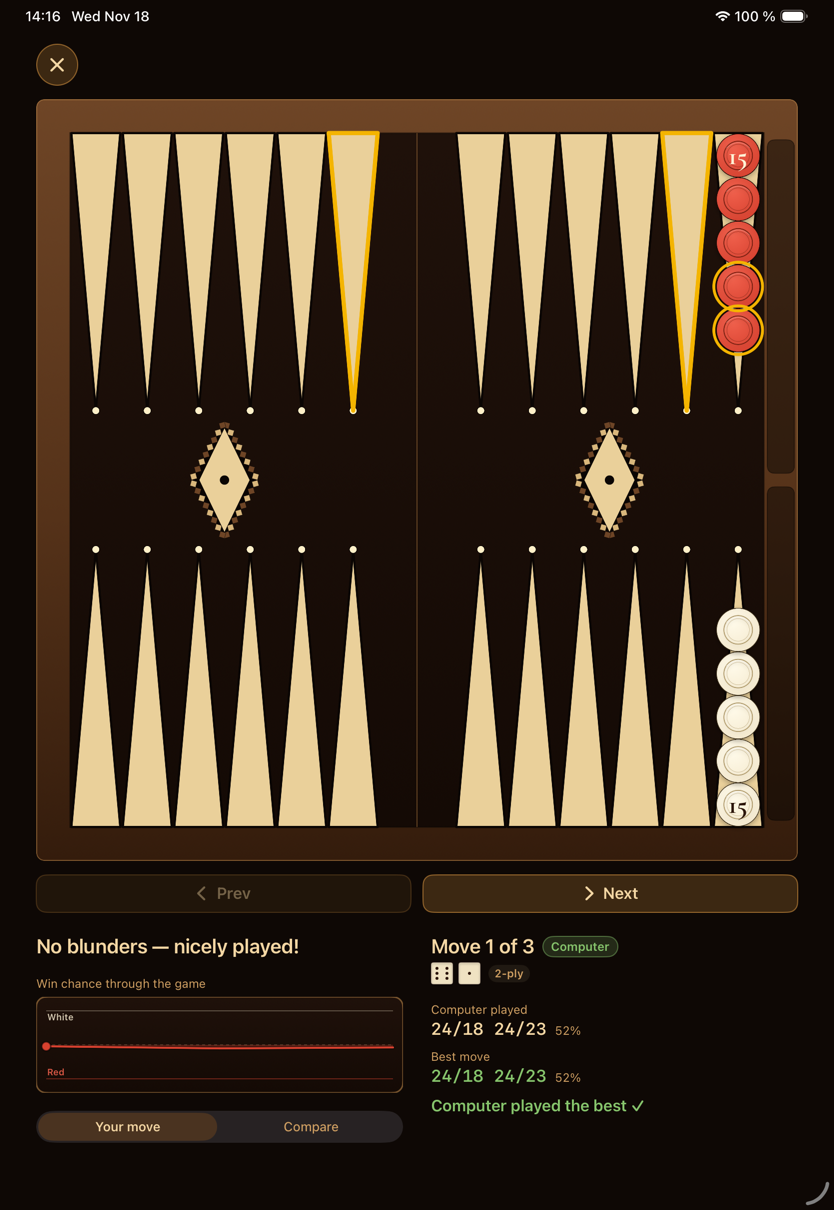 14:16 Wed Nov 18
100 %
15
15
Prev
Next
No blunders — nicely played!
Win chance through the game
White
Red
Your move
Compare
Move 1 of 3
Computer
2-ply
Computer played
24/18 24/23 52%
Best move
24/18 24/23 52%
Computer played the best ✓